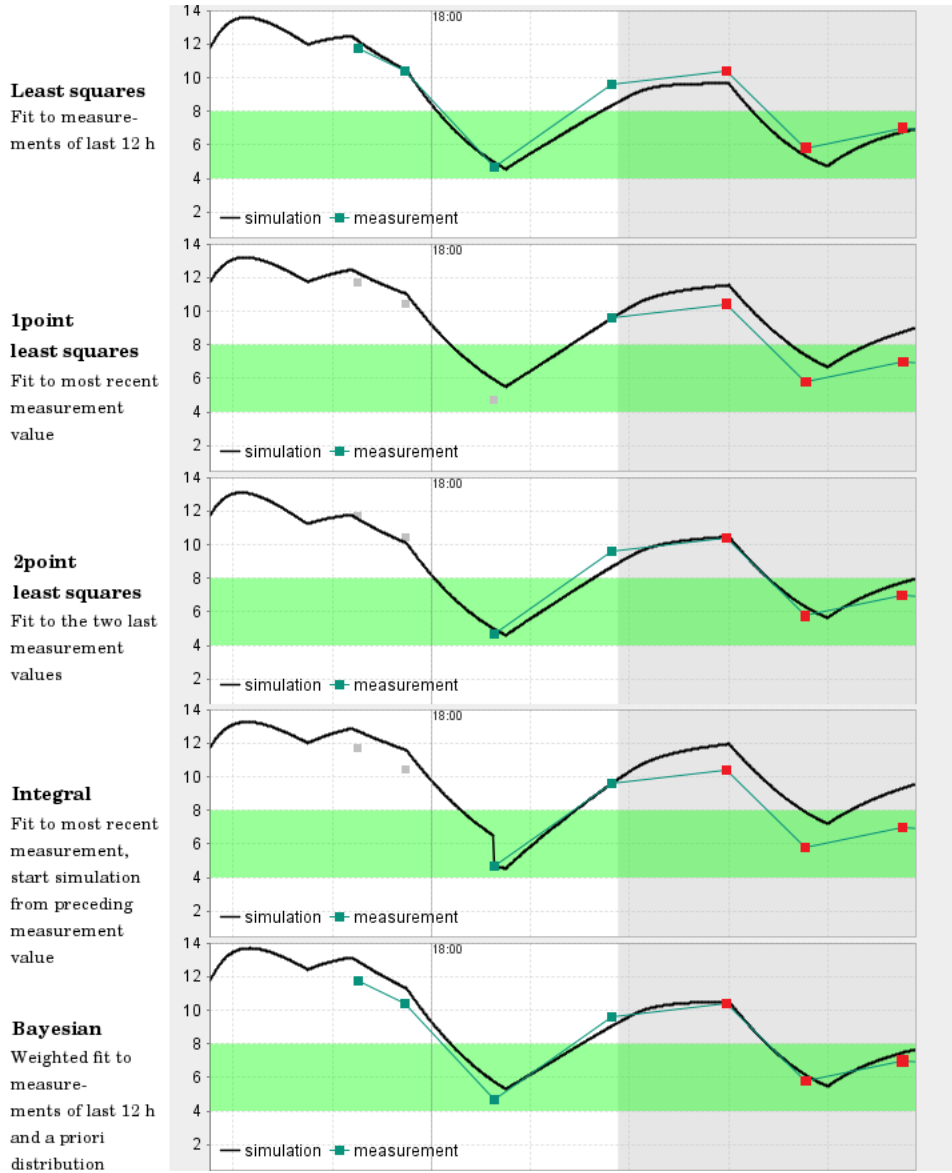 14
18:00
12
10
Least squares
Fit to measure-
8
ments of last 12 h
6
4
2
simulation measurement
14
18:00
12
1point
10
least squares
8
Fit to most recent
6
measurement
4
value
2
simulation measurement
14
18:00
12
2point
10
least squares
8
Fit to the two last
6
measurement
4
values
2
simulation measurement
14
18:00
12
10
Integral
8
Fit to most recent
measurement,
6
start simulation
4
from preceding
measurement
2
simulation measurement
value
14
18:00
12
10
Bayesian
8
Weighted fit to
6
measure-
ments of last 12 h
4
and a priori
2
simulation measurement
distribution